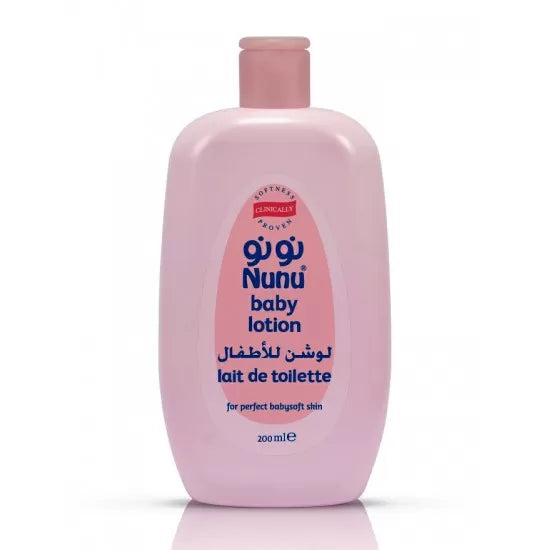 SOFTNESS
CLINICALLY
PROVEN
نونو
Nunu®
baby
lotion
لوشن للأطفال
lait de toilette
for perfect babysoft skin
200 ml℮